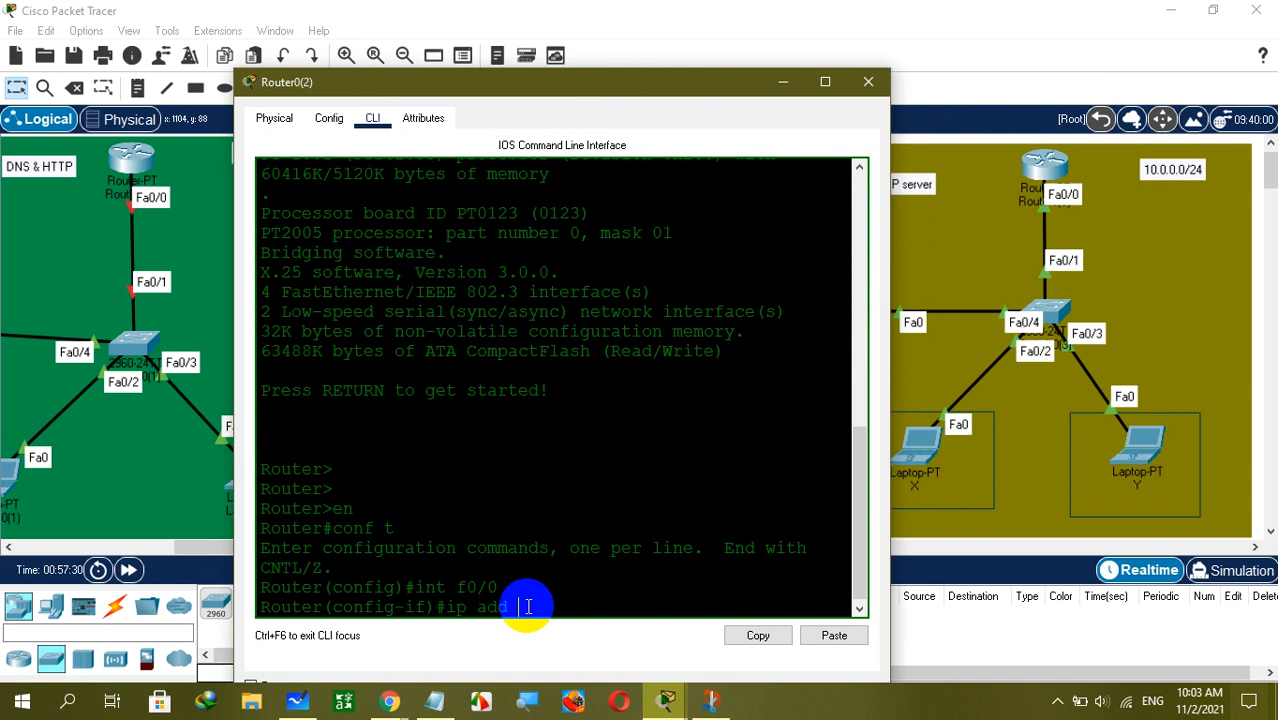 Cisco Packet Tracer
File Edit Options View Tools Extensions Window Help
Logical
Physical
x: 1104, y: 88
[Root]
09:40:00
Router0(2)
Physical Config CLI Attributes
IOS Command Line Interface
60416K/5120K bytes of memory
.
Processor board ID PT0123 (0123)
PT2005 processor: part number 0, mask 01
Bridging software.
X.25 software, Version 3.0.0.
4 FastEthernet/IEEE 802.3 interface(s)
2 Low-speed serial(sync/async) network interface(s)
32K bytes of non-volatile configuration memory.
63488K bytes of ATA CompactFlash (Read/Write)
Press RETURN to get started!
Router>
Router>
Router>en
Router#conf t
Enter configuration commands, one per line. End with
CNTL/Z.
Router(config)#int f0/0
Router(config-if)#ip add
Ctrl+F6 to exit CLI focus
Copy
Paste
DNS & HTTP
Router-PT
Fa0/0
Fa0/1
Fa0/4
Fa0/3
2960-24TT
Fa0/2
Fa0
P server
10.0.0.0/24
Fa0/0
Fa0/1
Fa0
Fa0/4
Fa0/3
Fa0/2
Fa0
Fa0
Laptop-PT
X
Laptop-PT
Y
Time: 00:57:30
Realtime
Simulation
2960
Source Destination Type Color Time(sec) Periodic Num Edit Delete
ENG
10:03 AM
11/2/2021